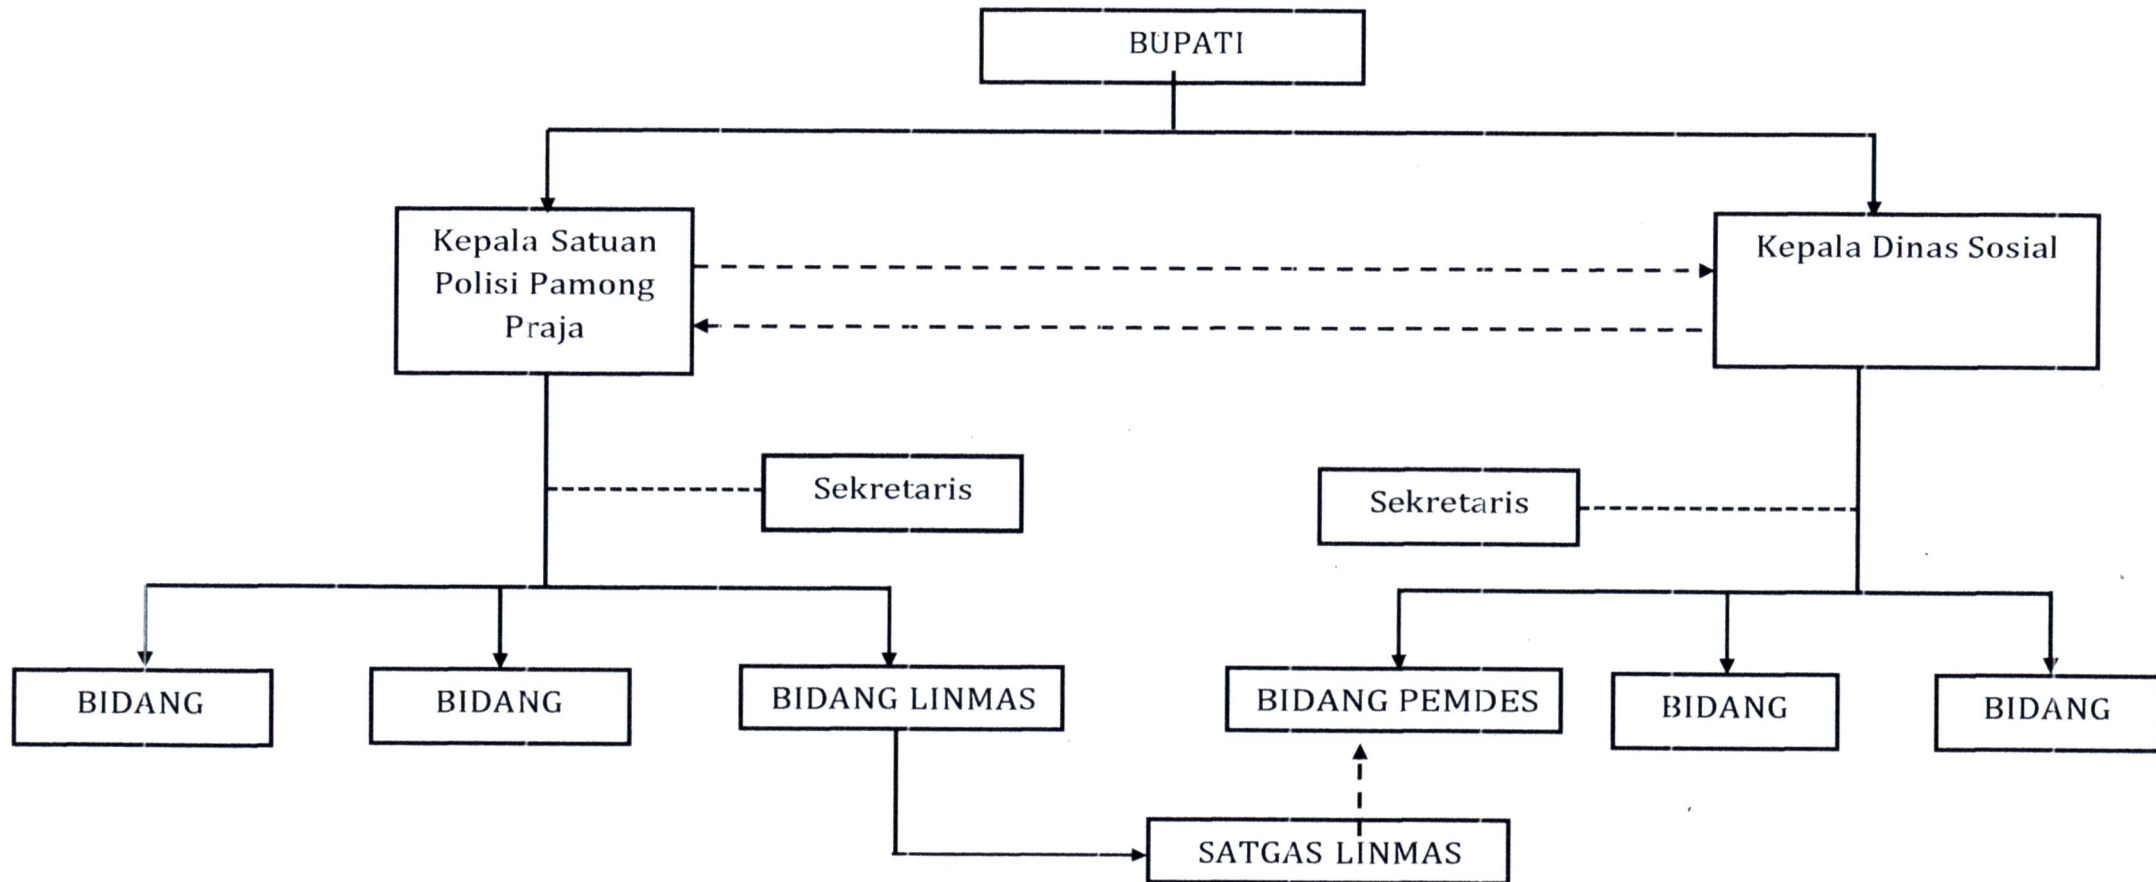 BUPATI
Kepala Satuan
Polisi Pamong
Praja
Kepala Dinas Sosial
Sekretaris
Sekretaris
BIDANG
BIDANG
BIDANG LINMAS
BIDANG PEMDES
BIDANG
BIDANG
SATGAS LINMAS